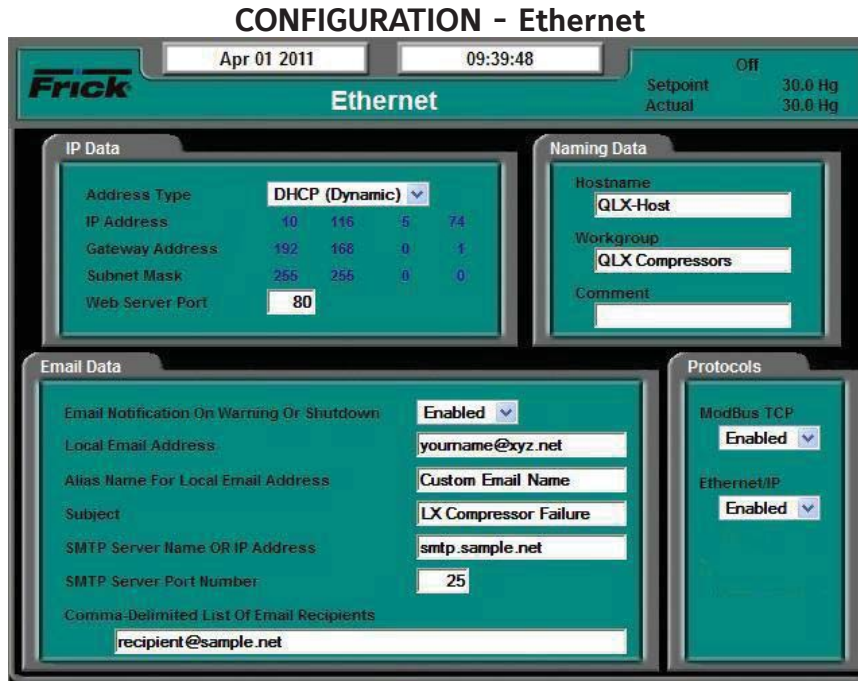 CONFIGURATION - Ethernet
Apr 01 2011 09:39:48
Frick
Ethernet
Off
Setpoint 30.0 Hg
Actual 30.0 Hg
IP Data
Address Type DHCP (Dynamic)
IP Address 10 116 5 74
Gateway Address 192 168 0 1
Subnet Mask 255 255 0 0
Web Server Port 80
Naming Data
Hostname
QLX-Host
Workgroup
QLX Compressors
Comment
Email Data
Email Notification On Warning Or Shutdown Enabled
Local Email Address yourname@xyz.net
Alias Name For Local Email Address Custom Email Name
Subject LX Compressor Failure
SMTP Server Name OR IP Address smtp.sample.net
SMTP Server Port Number 25
Comma-Delimited List Of Email Recipients
recipient@sample.net
Protocols
ModBus TCP
Enabled
Ethernet/IP
Enabled